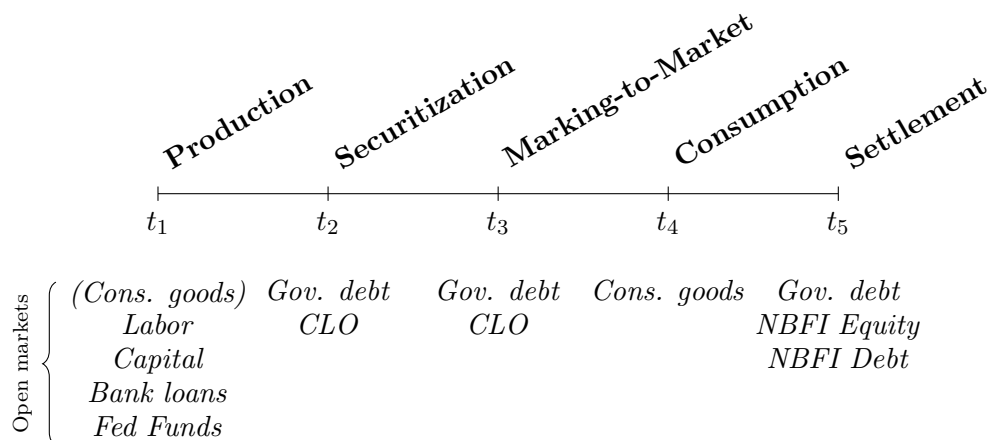 Production
Securitization
Marking-to-Market
Consumption
Settlement
t1
t2
t3
t4
t5
Open markets
(Cons. goods) Gov. debt Gov. debt Cons. goods Gov. debt
Labor CLO CLO NBFI Equity
Capital NBFI Debt
Bank loans
Fed Funds